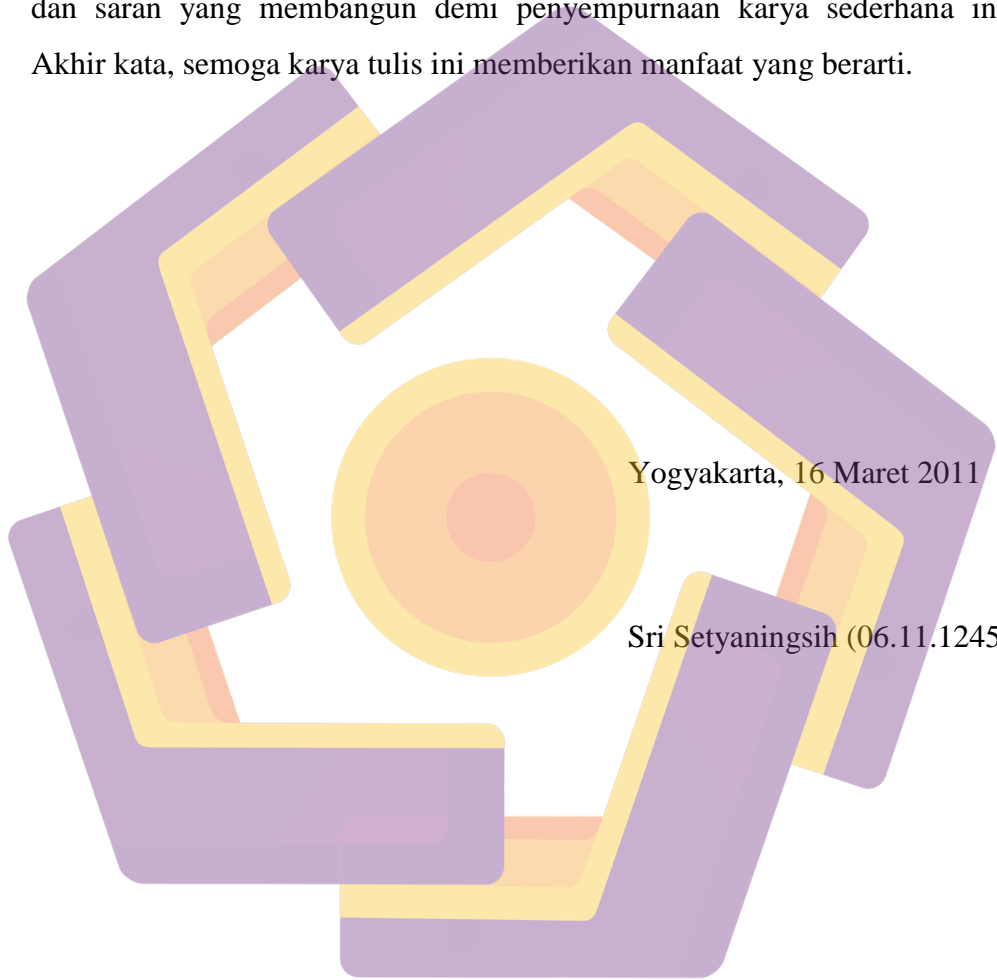 dan saran yang membangun demi penyempurnaan karya sederhana in
Akhir kata, semoga karya tulis ini memberikan manfaat yang berarti.
Yogyakarta, 16 Maret 2011
Sri Setyaningsih (06.11.1245